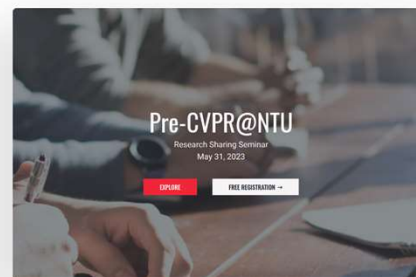 Pre-CVPR@NTU
Research Sharing Seminar
May 31, 2023
EXPLORE
FREE REGISTRATION →